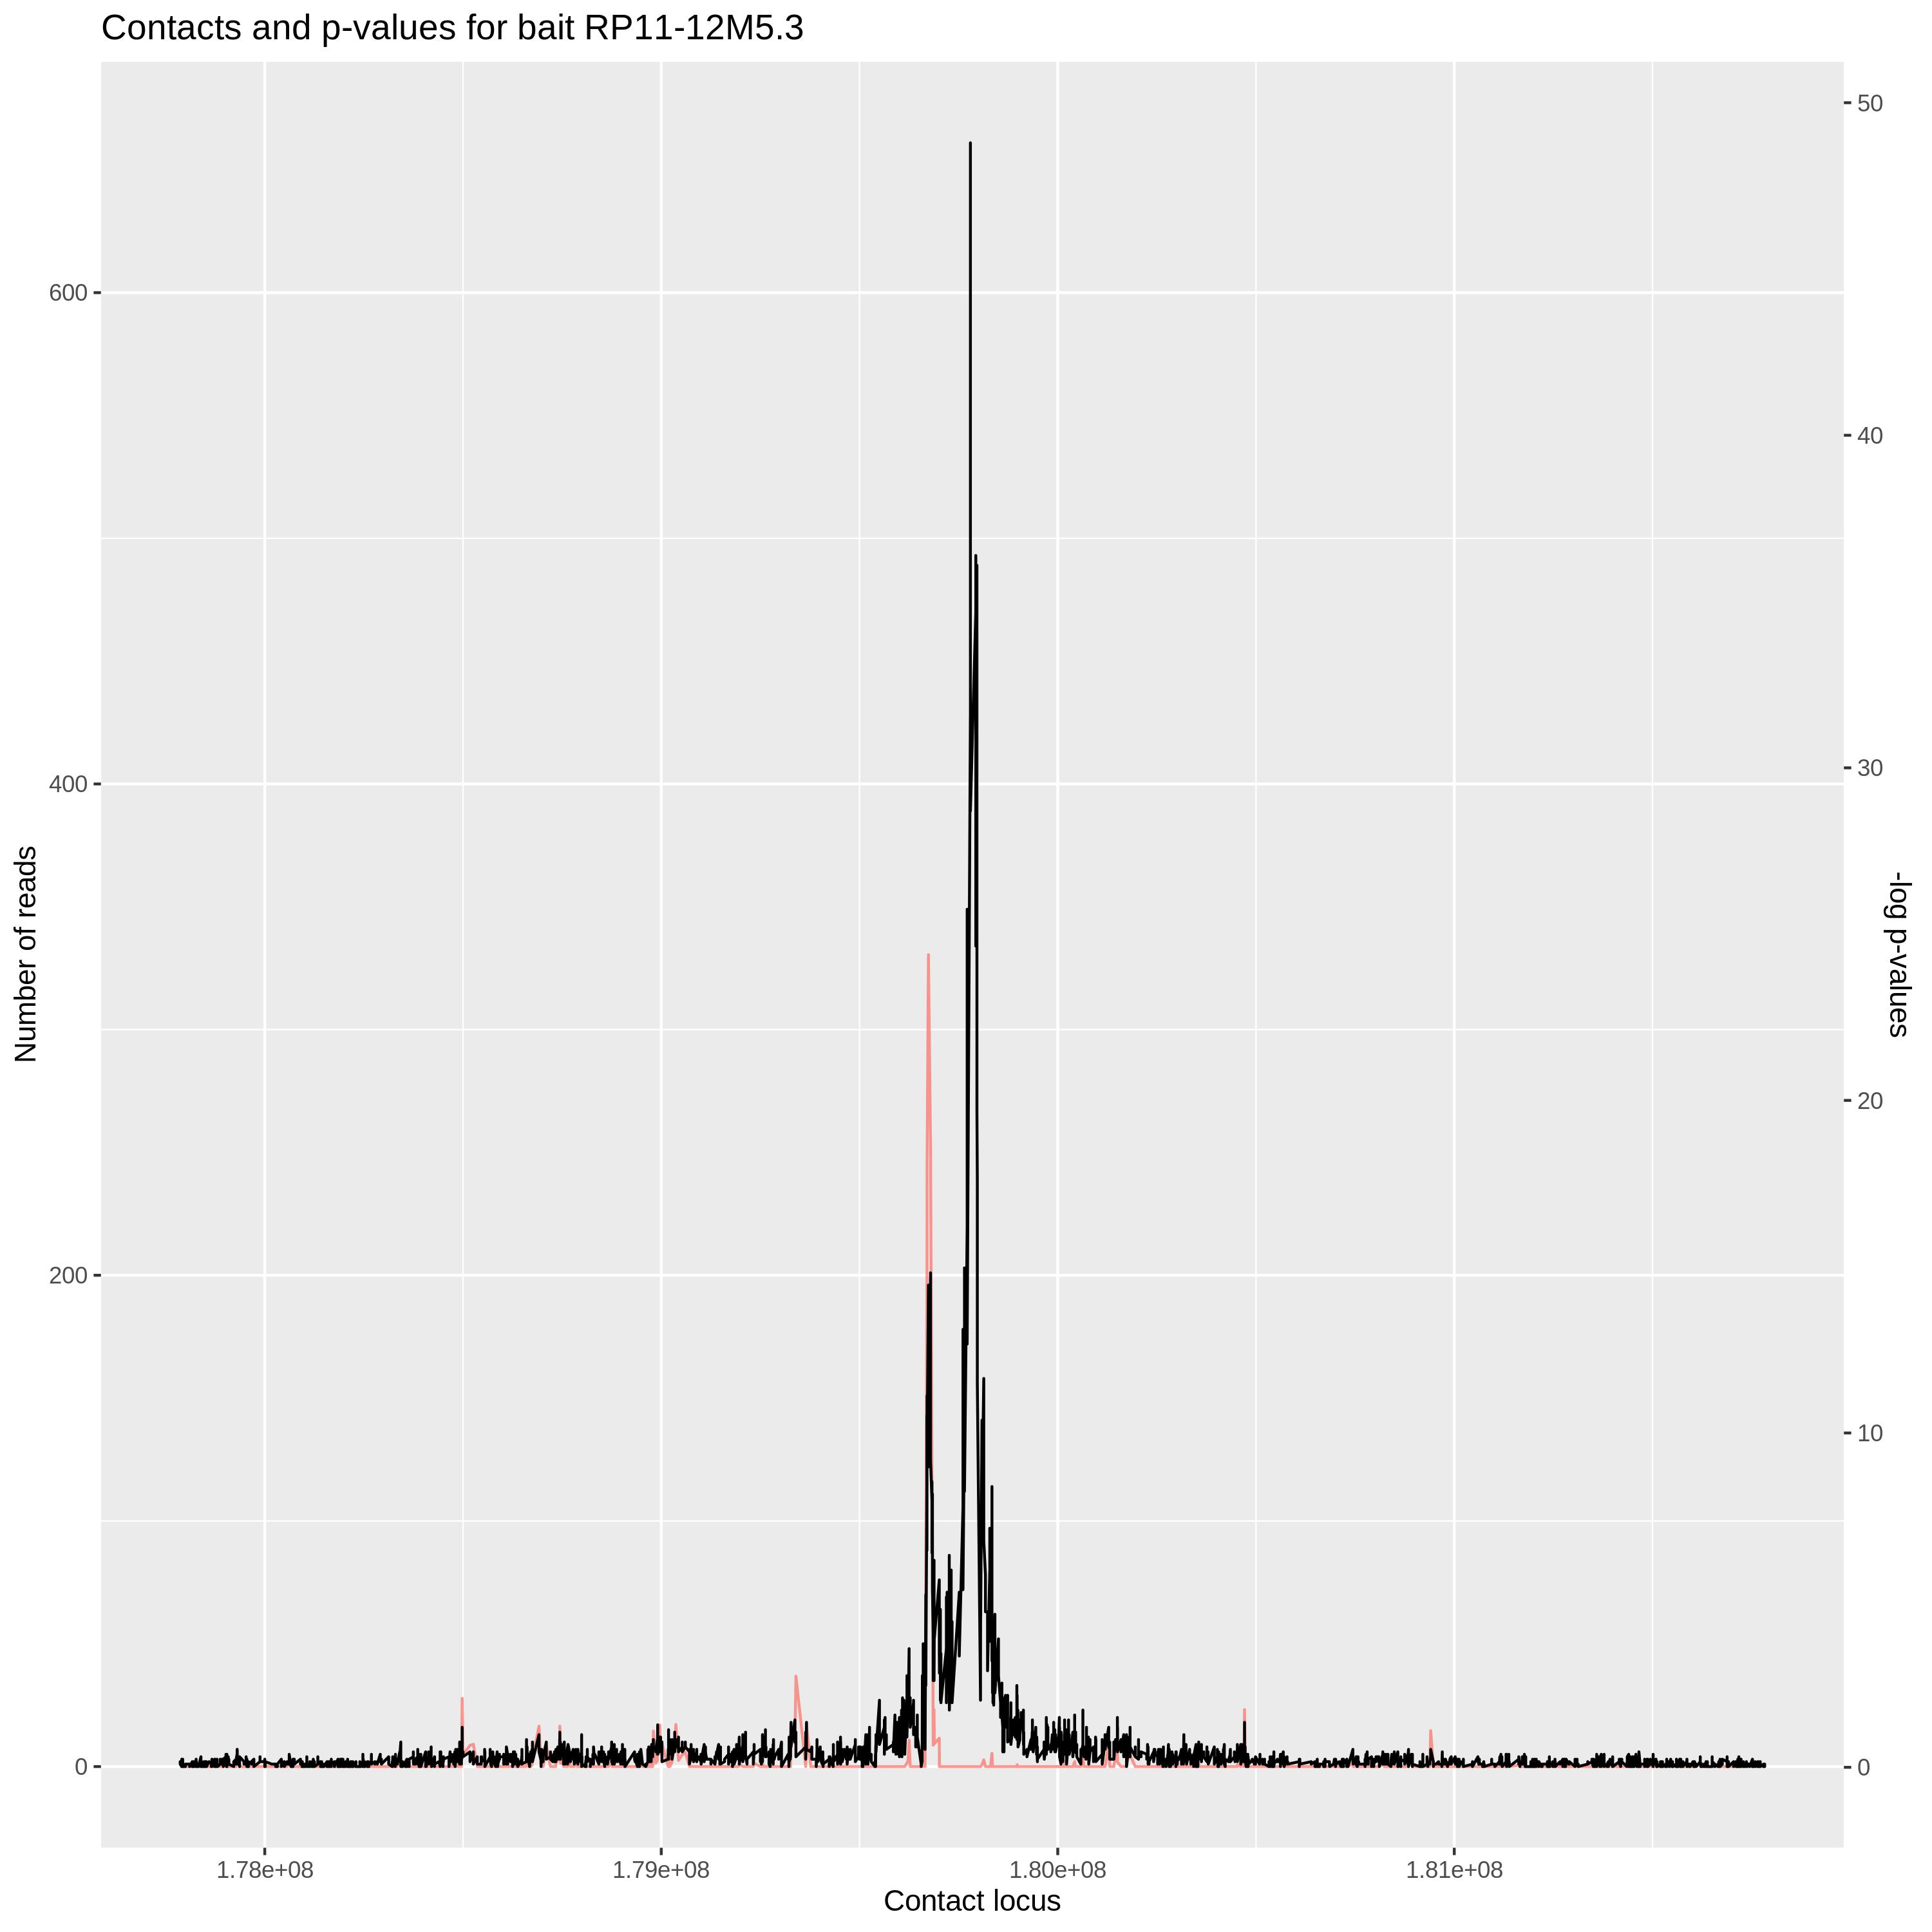 Contacts and p-values for bait RP11-12M5.3
600
400
200
0
Number of reads
50
40
30
20
10
0
-log p-values
1.78e+08
1.79e+08
1.80e+08
1.81e+08
Contact locus